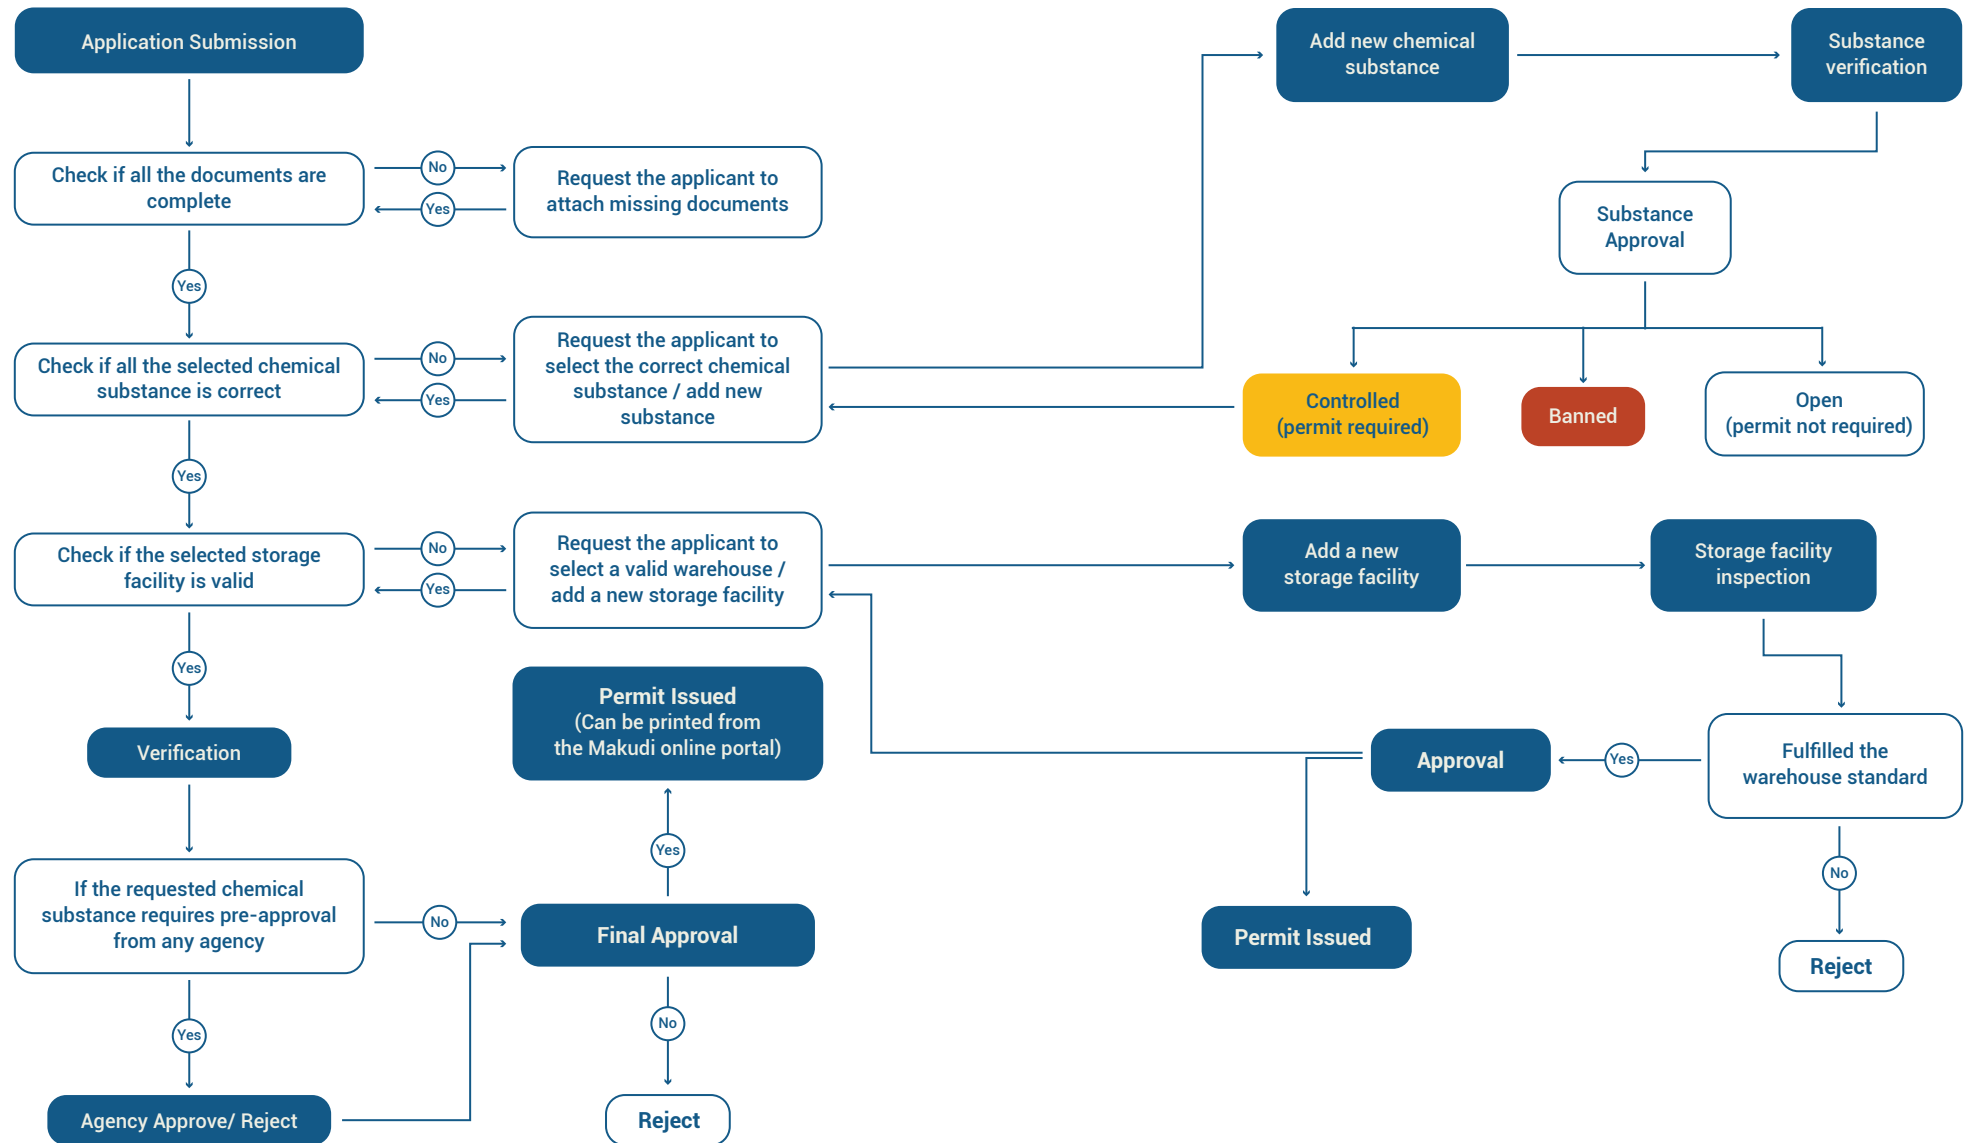 Application Submission
Add new chemical
substance
Substance
verification
Check if all the documents are
complete
No
Yes
Request the applicant to
attach missing documents
Substance
Approval
Yes
Check if all the selected chemical
substance is correct
No
Yes
Request the applicant to
select the correct chemical
substance / add new
substance
Controlled
(permit required)
Banned
Open
(permit not required)
Yes
Check if the selected storage
facility is valid
No
Yes
Request the applicant to
select a valid warehouse /
add a new storage facility
Add a new
storage facility
Storage facility
inspection
Yes
Verification
Permit Issued
(Can be printed from
the Makudi online portal)
Approval
Yes
Fulfilled the
warehouse standard
Yes
No
If the requested chemical
substance requires pre-approval
from any agency
No
Final Approval
Permit Issued
Reject
Yes
No
Agency Approve/ Reject
Reject